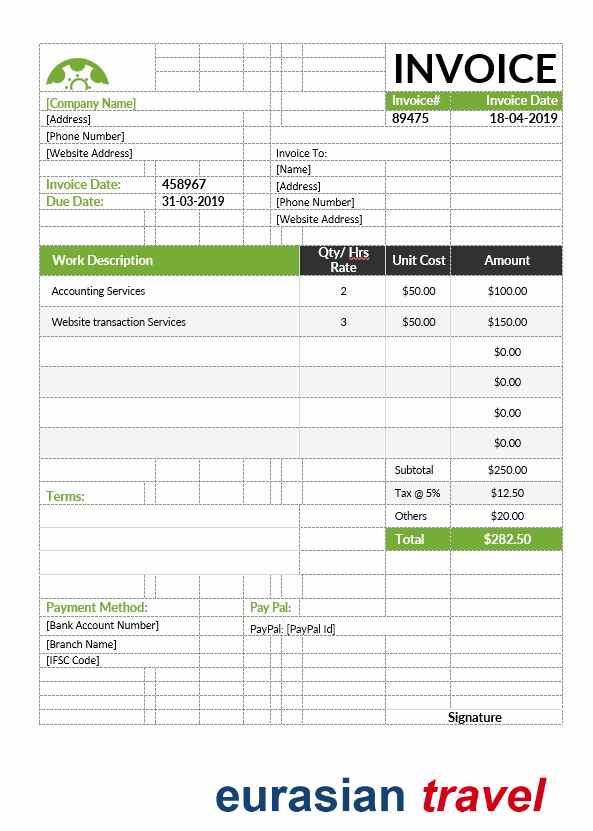 INVOICE
[Company Name]
Invoice# Invoice Date
[Address]
89475 18-04-2019
[Phone Number]
[Website Address]
Invoice To:
[Name]
Invoice Date: 458967
[Address]
Due Date: 31-03-2019
[Phone Number]
[Website Address]
Work Description Qty/ Hrs Rate Unit Cost Amount
Accounting Services 2 $50.00 $100.00
Website transaction Services 3 $50.00 $150.00
$0.00
$0.00
$0.00
$0.00
Subtotal $250.00
Terms:
Tax @ 5% $12.50
Others $20.00
Total $282.50
Payment Method: Pay Pal:
[Bank Account Number] PayPal: [PayPal Id]
[Branch Name]
[IFSC Code]
Signature
eurasian travel